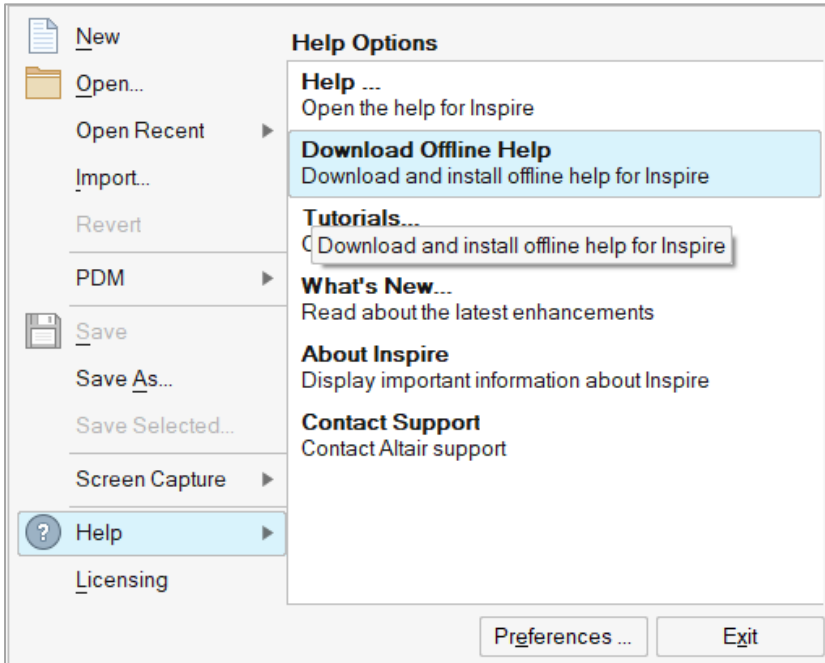 New
Open...
Open Recent
Import...
Revert
PDM
Save
Save As...
Save Selected...
Screen Capture
Help
Licensing
Help Options
Help ...
Open the help for Inspire
Download Offline Help
Download and install offline help for Inspire
Tutorials...
Download and install offline help for Inspire
What's New...
Read about the latest enhancements
About Inspire
Display important information about Inspire
Contact Support
Contact Altair support
Preferences ...
Exit